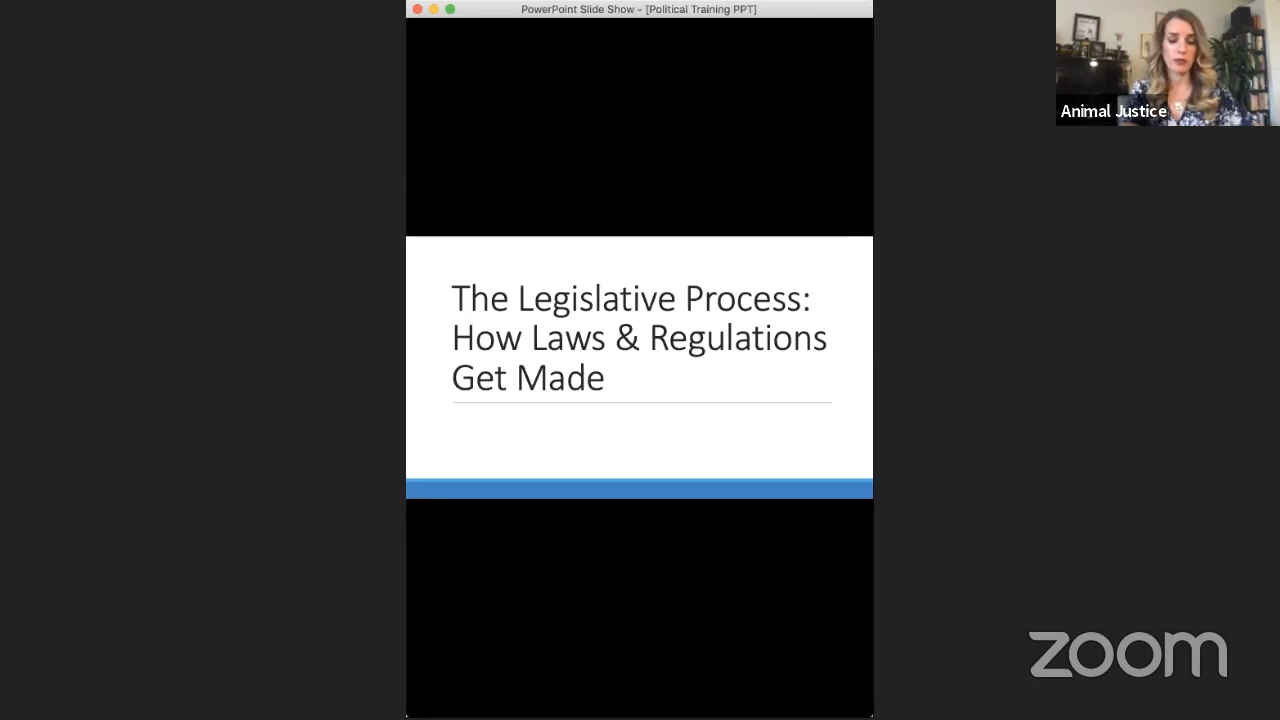 PowerPoint Slide Show - [Political Training PPT]
Animal Justice
The Legislative Process:
How Laws & Regulations
Get Made
zoom